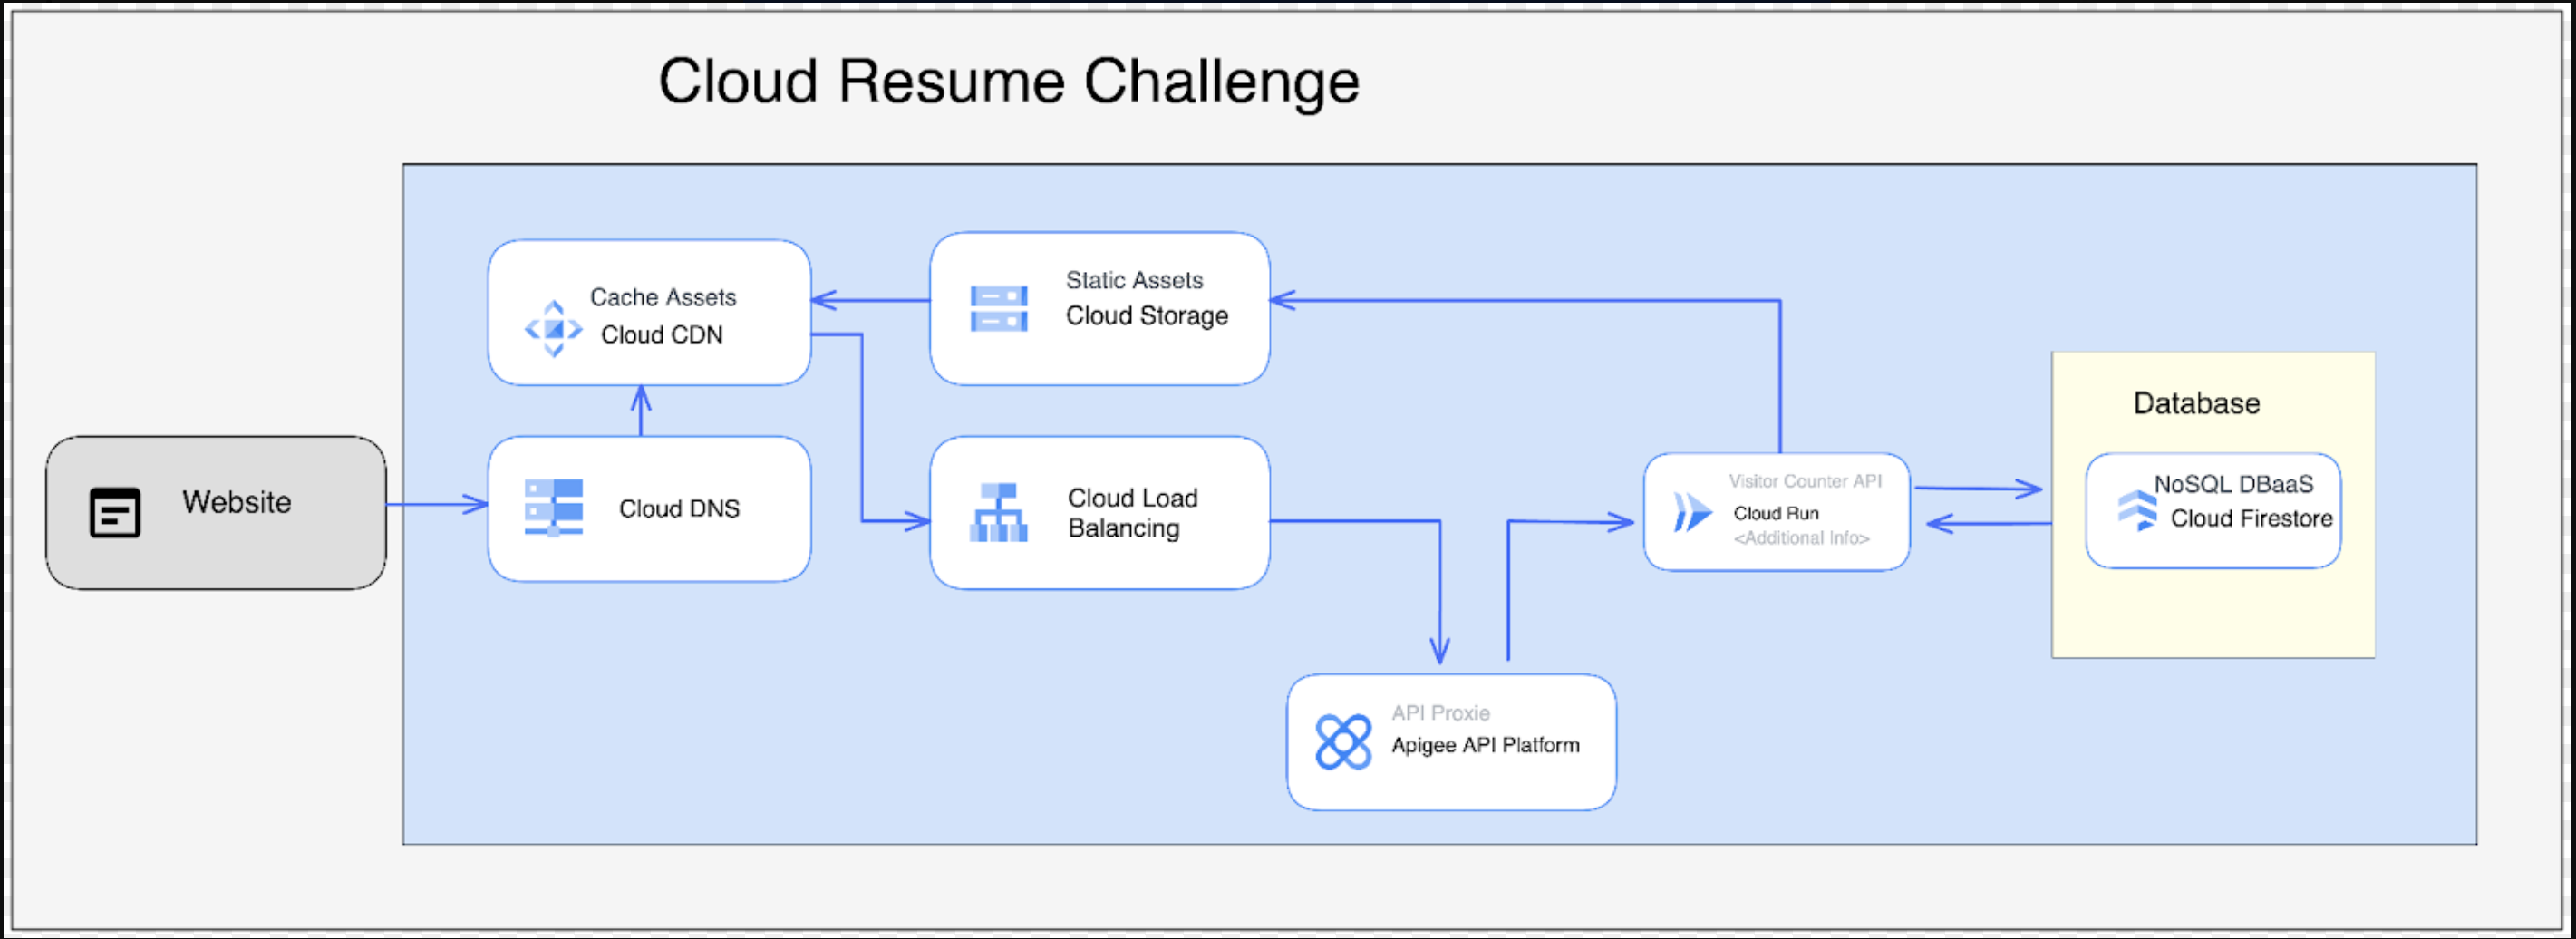 Cloud Resume Challenge
Cache Assets
Cloud CDN
Static Assets
Cloud Storage
Database
Website
Cloud DNS
Cloud Load
Balancing
Visitor Counter API
Cloud Run
<Additional Info>
NoSQL DBaaS
Cloud Firestore
API Proxie
Apigee API Platform